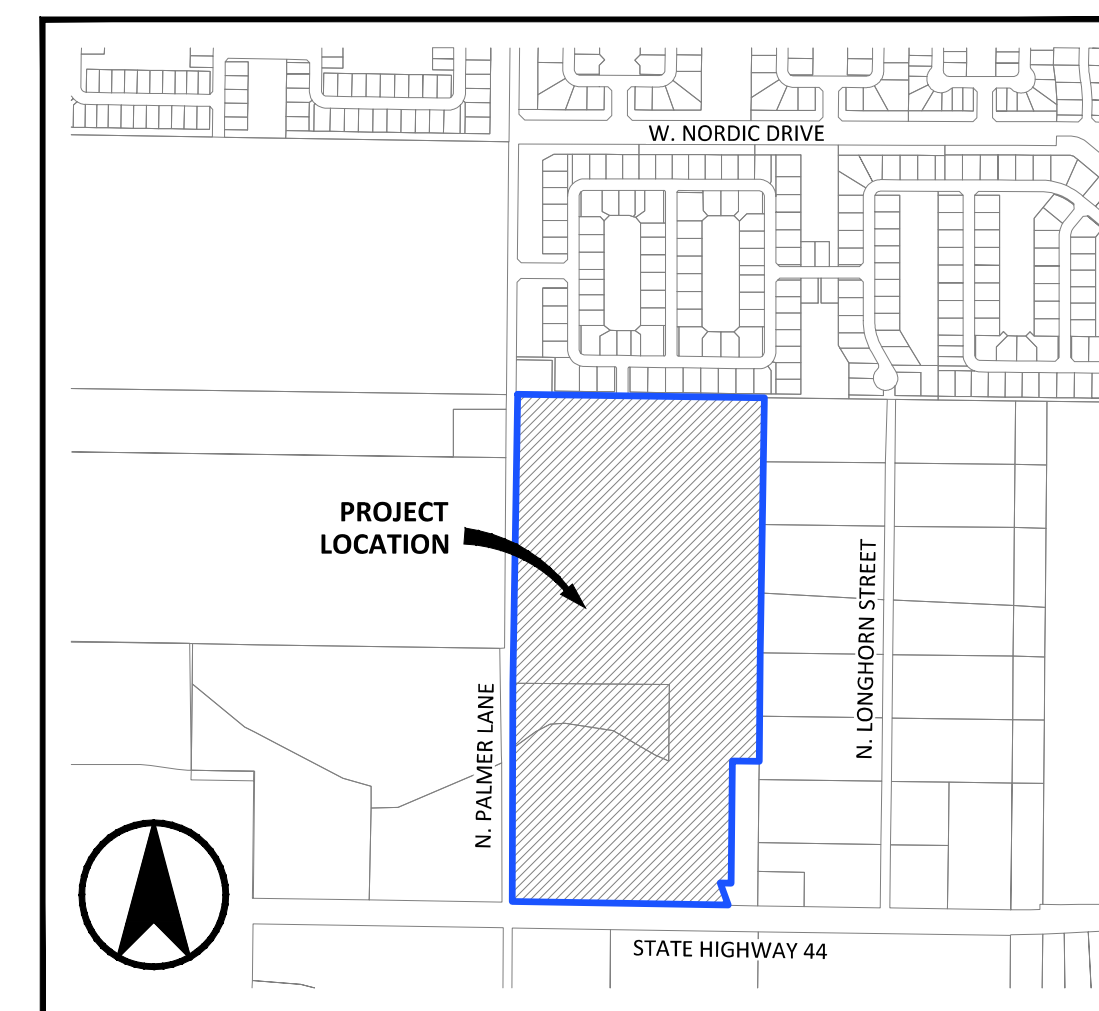 W. NORDIC DRIVE
PROJECT
LOCATION
N. LONGHORN STREET
N. PALMER LANE
STATE HIGHWAY 44